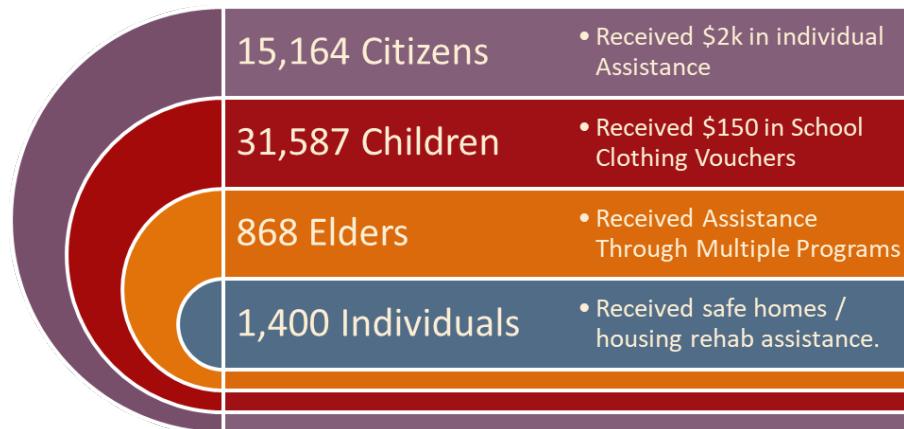 15,164 Citizens
• Received $2k in individual
Assistance
31,587 Children
• Received $150 in School
Clothing Vouchers
868 Elders
• Received Assistance
Through Multiple Programs
1,400 Individuals
• Received safe homes /
housing rehab assistance.